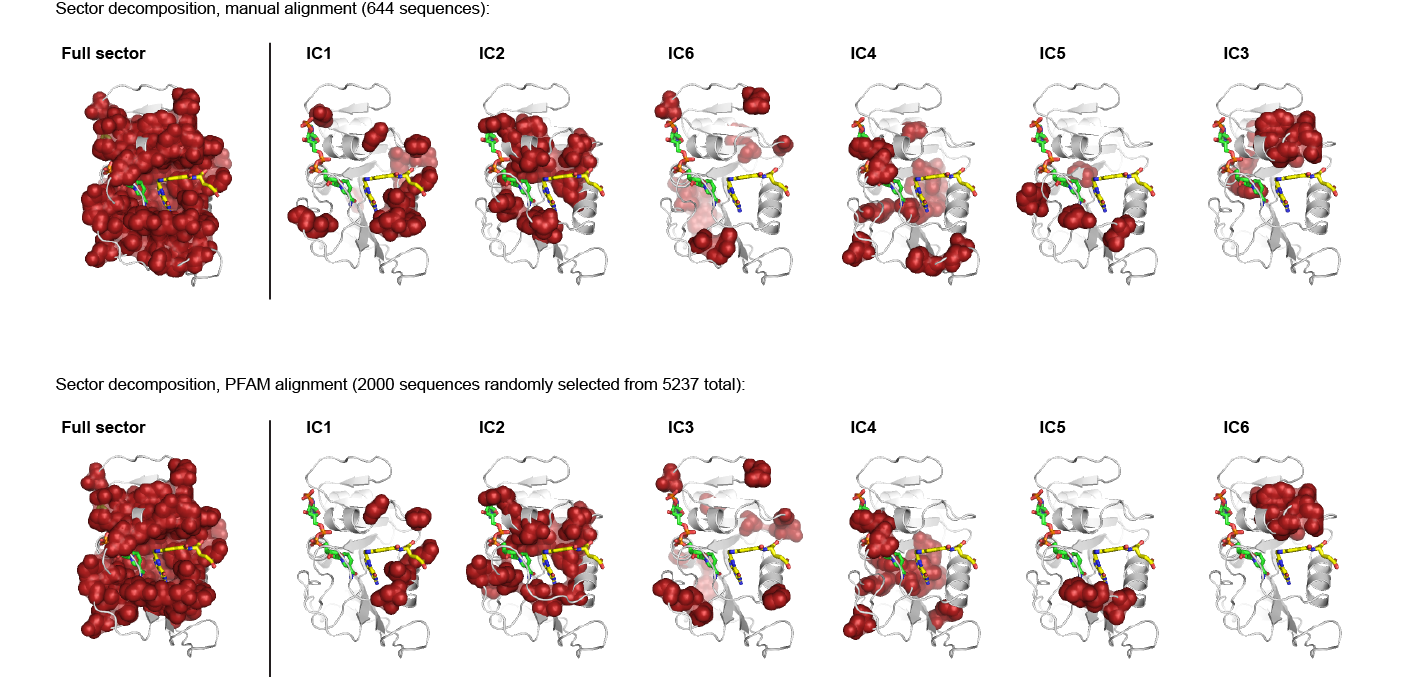 Sector decomposition, manual alignment (644 sequences):
Full sector IC1 IC2 IC6 IC4 IC5 IC3
Sector decomposition, PFAM alignment (2000 sequences randomly selected from 5237 total):
Full sector IC1 IC2 IC3 IC4 IC5 IC6